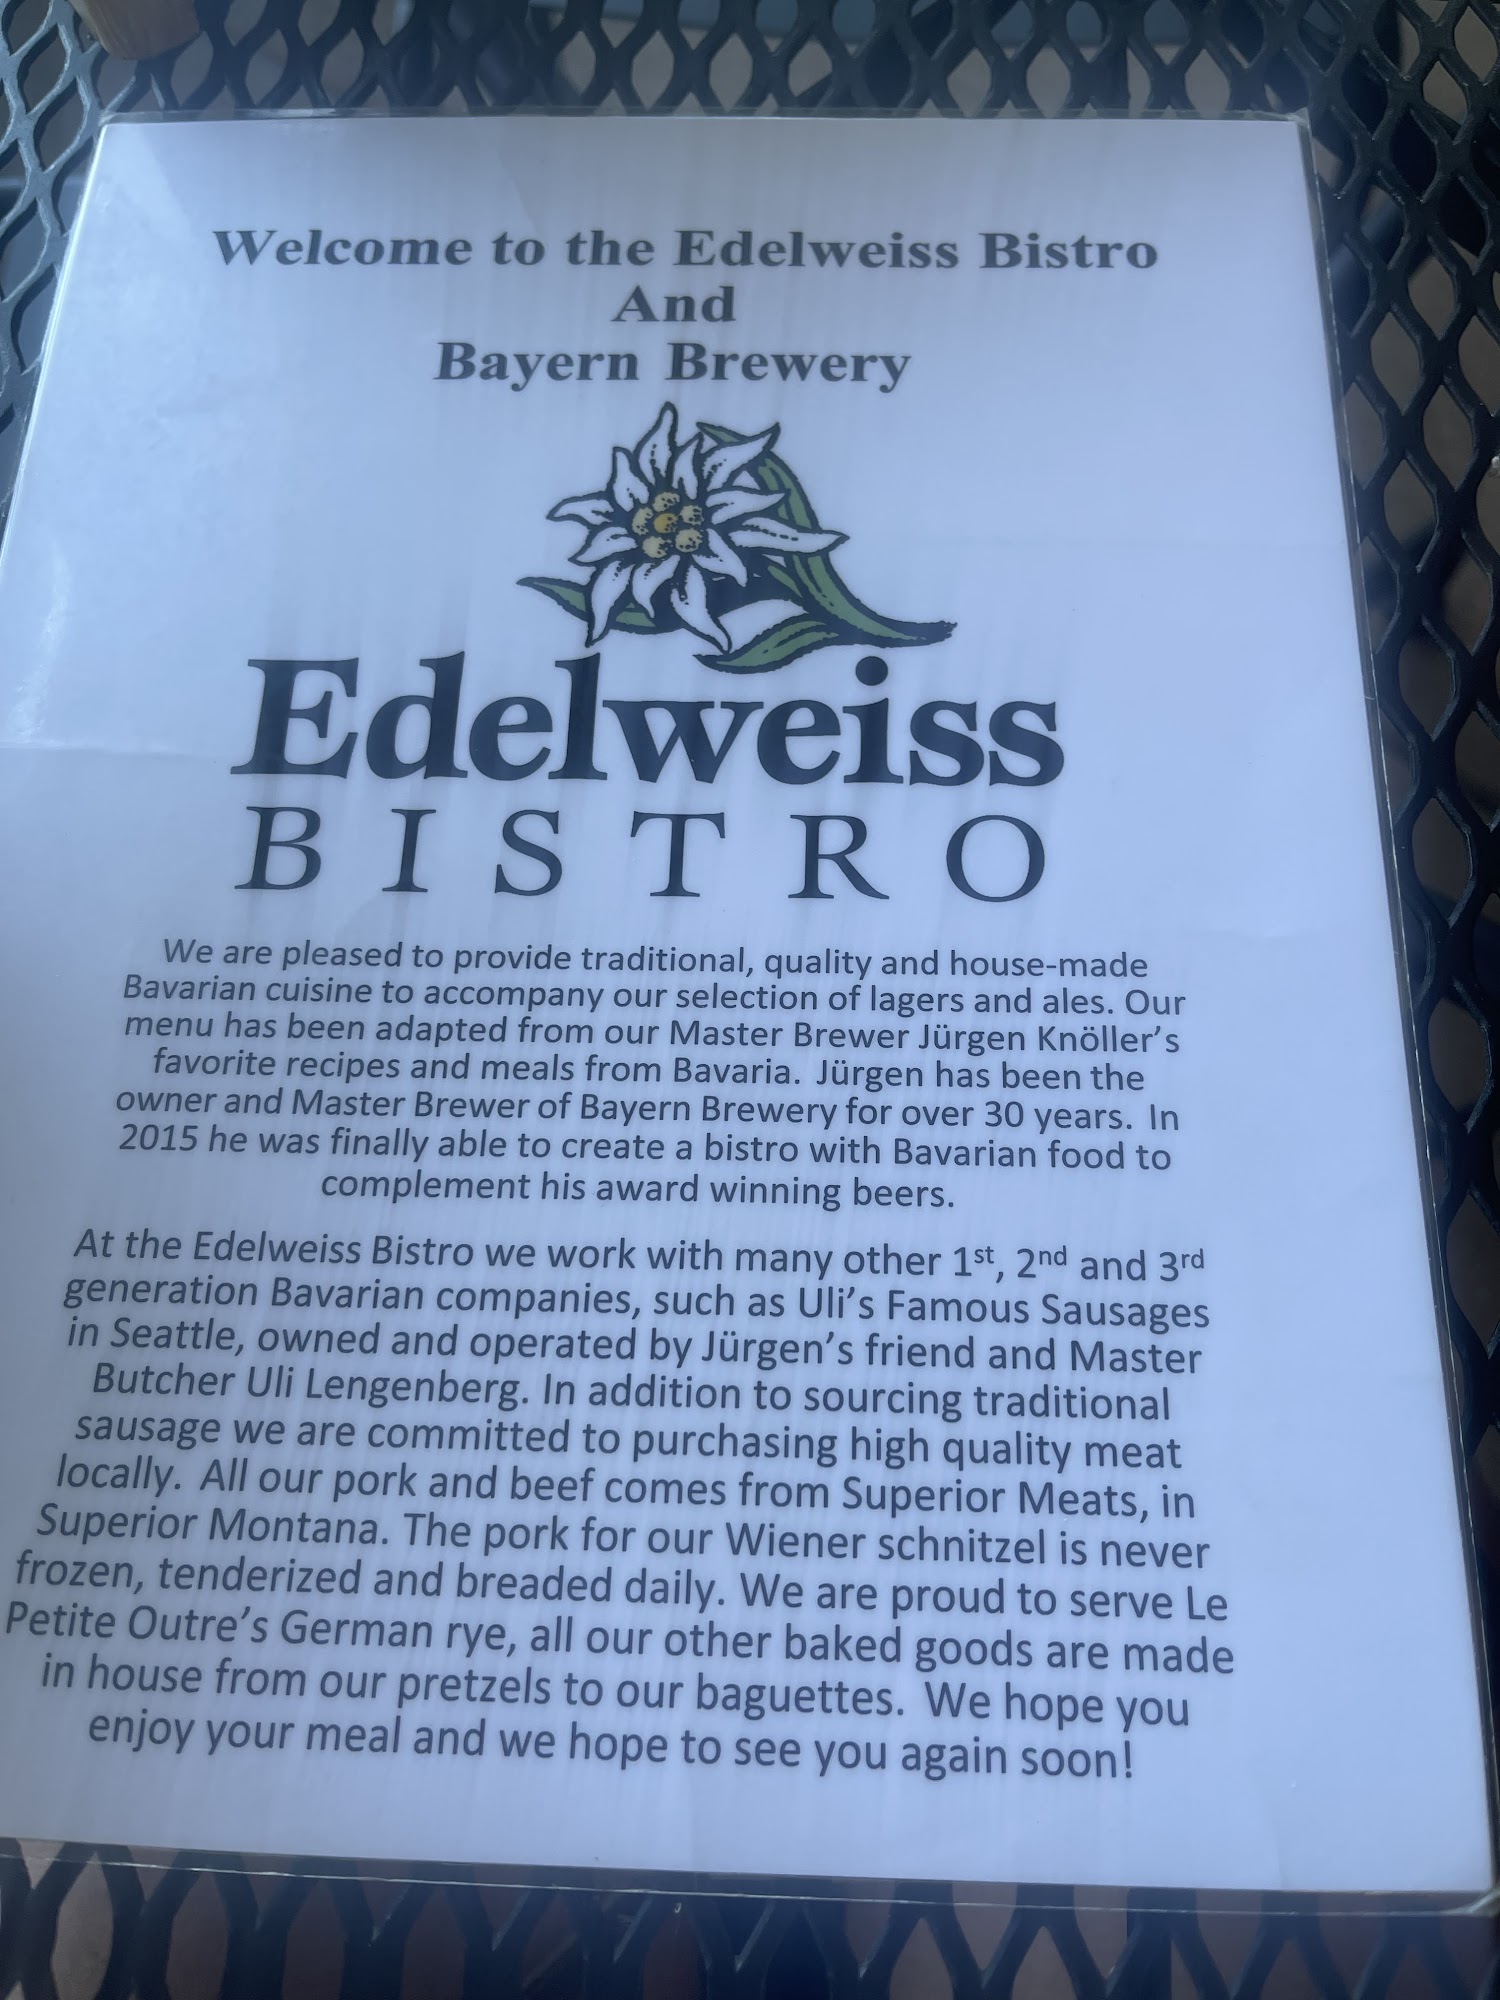 Welcome to the Edelweiss Bistro
And
Bayern Brewery
Edelweiss
BISTRO
We are pleased to provide traditional, quality and house-made
Bavarian cuisine to accompany our selection of lagers and ales. Our
menu has been adapted from our Master Brewer Jürgen Knöller's
favorite recipes and meals from Bavaria. Jürgen has been the
owner and Master Brewer of Bayern Brewery for over 30 years. In
2015 he was finally able to create a bistro with Bavarian food to
complement his award winning beers.
At the Edelweiss Bistro we work with many other 1st, 2nd and 3rd
generation Bavarian companies, such as Uli's Famous Sausages
in Seattle, owned and operated by Jürgen's friend and Master
Butcher Uli Lengenberg. In addition to sourcing traditional
sausage we are committed to purchasing high quality meat
locally. All our pork and beef comes from Superior Meats, in
Superior Montana. The pork for our Wiener schnitzel is never
frozen, tenderized and breaded daily. We are proud to serve Le
Petite Outre's German rye, all our other baked goods are made
in house from our pretzels to our baguettes. We hope you
enjoy your meal and we hope to see you again soon!